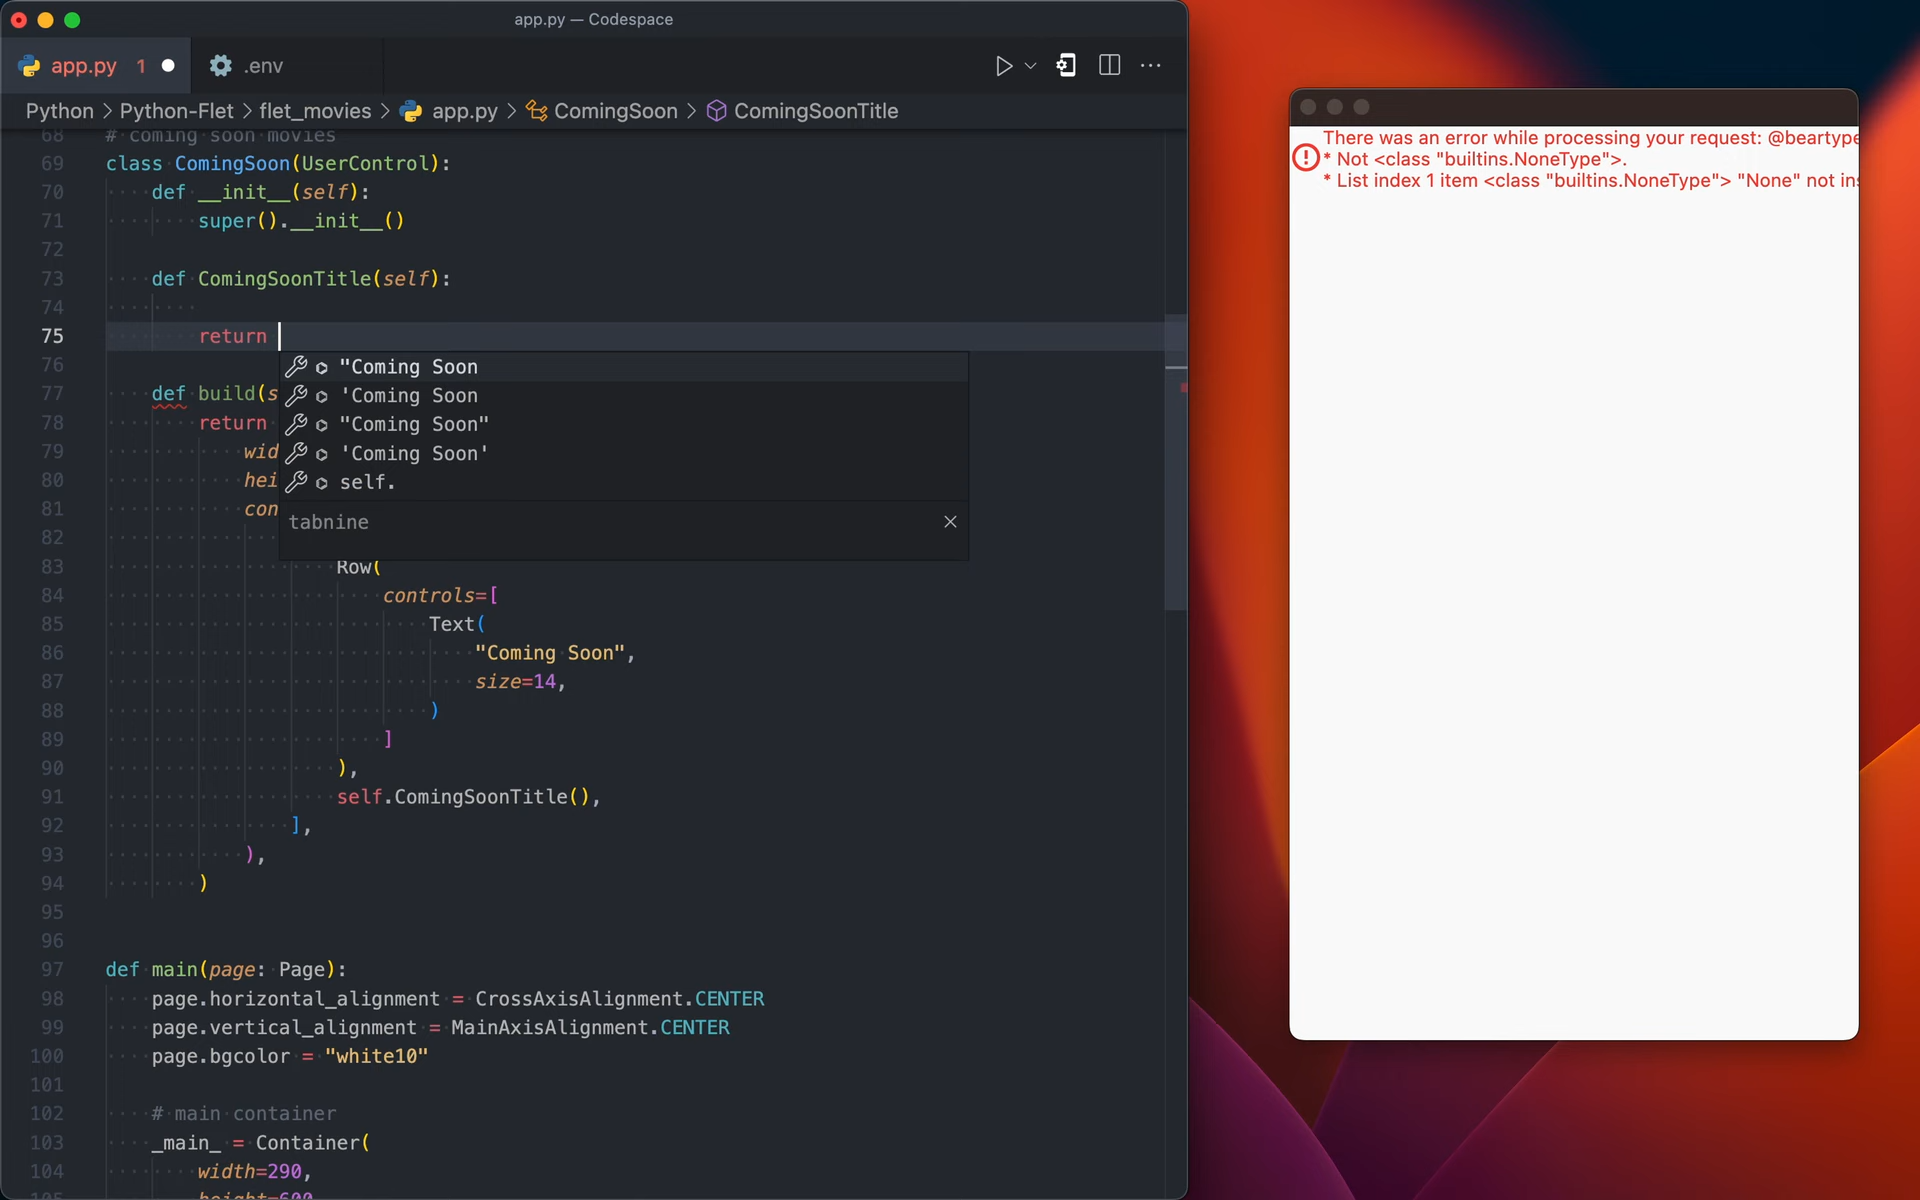 app.py — Codespace
app.py 1
.env
Python > Python-Flet > flet_movies > app.py > ComingSoon > ComingSoonTitle
68 # coming soon movies
69 class ComingSoon(UserControl):
70 def __init__(self):
71 super().__init__()
72
73 def ComingSoonTitle(self):
74
75 return
76
"Coming Soon
'Coming Soon
"Coming Soon"
'Coming Soon'
self.
tabnine
77 def build(s
78 return
79 wid
80 hei
81 con
82
83 Row(
84 controls=[
85 Text(
86 "Coming Soon",
87 size=14,
88 )
89 ]
90 ),
91 self.ComingSoonTitle(),
92 ],
93 ),
94 )
95
96
97 def main(page: Page):
98 page.horizontal_alignment = CrossAxisAlignment.CENTER
99 page.vertical_alignment = MainAxisAlignment.CENTER
100 page.bgcolor = "white10"
101
102 # main container
103 _main_ = Container(
104 width=290,
105 height=600
There was an error while processing your request: @beartype
* Not <class "builtins.NoneType">.
* List index 1 item <class "builtins.NoneType"> "None" not ins